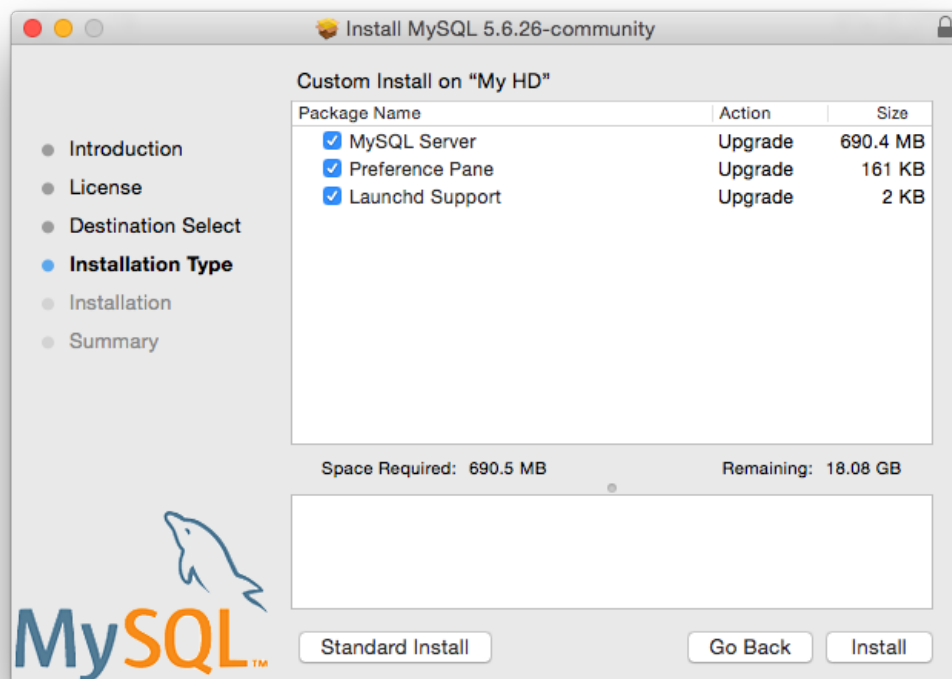 Install MySQL 5.6.26-community
Introduction
License
Destination Select
Installation Type
Installation
Summary
Custom Install on “My HD”
Package Name Action Size
MySQL Server Upgrade 690.4 MB
Preference Pane Upgrade 161 KB
Launchd Support Upgrade 2 KB
Space Required: 690.5 MB Remaining: 18.08 GB
MySQL™
Standard Install Go Back Install